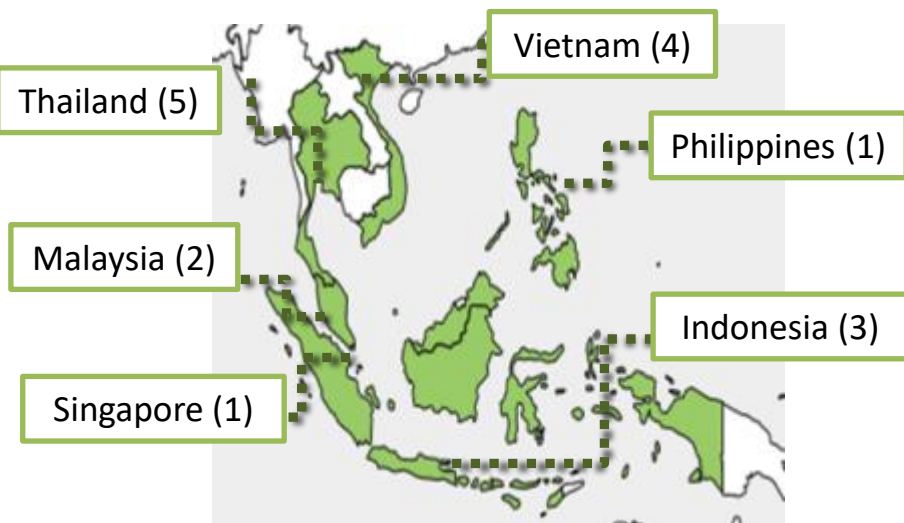 Vietnam (4)
Thailand (5)
Philippines (1)
Malaysia (2)
Indonesia (3)
Singapore (1)